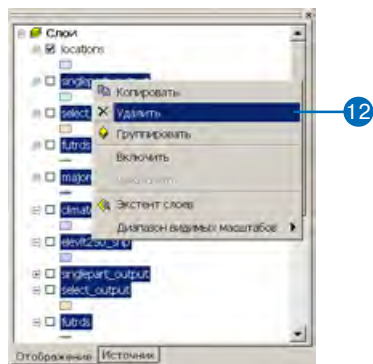 Слои
locations
singlepart_output
Копировать
select_
Удалить
12
Группировать
futrds
Включить
major
climat
Экстент слоев
Диапазон видимых масштабов
elevlt250_shp
singlepart_output
select_output
futrds
Отображение Источник